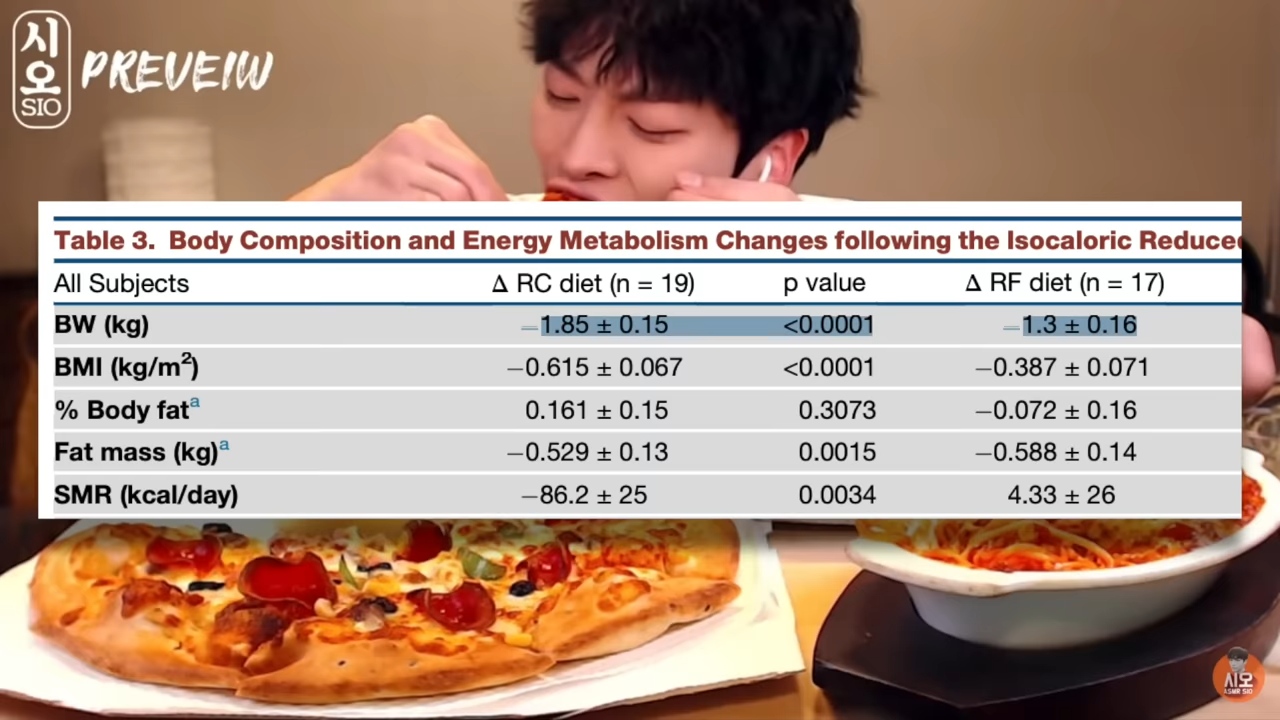 시
오
SIO
PREVEIW
Table 3. Body Composition and Energy Metabolism Changes following the Isocaloric Reduced
All Subjects Δ RC diet (n = 19) p value Δ RF diet (n = 17)
BW (kg) −1.85 ± 0.15 <0.0001 −1.3 ± 0.16
BMI (kg/m²) −0.615 ± 0.067 <0.0001 −0.387 ± 0.071
% Body fatᵃ 0.161 ± 0.15 0.3073 −0.072 ± 0.16
Fat mass (kg)ᵃ −0.529 ± 0.13 0.0015 −0.588 ± 0.14
SMR (kcal/day) −86.2 ± 25 0.0034 4.33 ± 26
시오
ASMR SIO